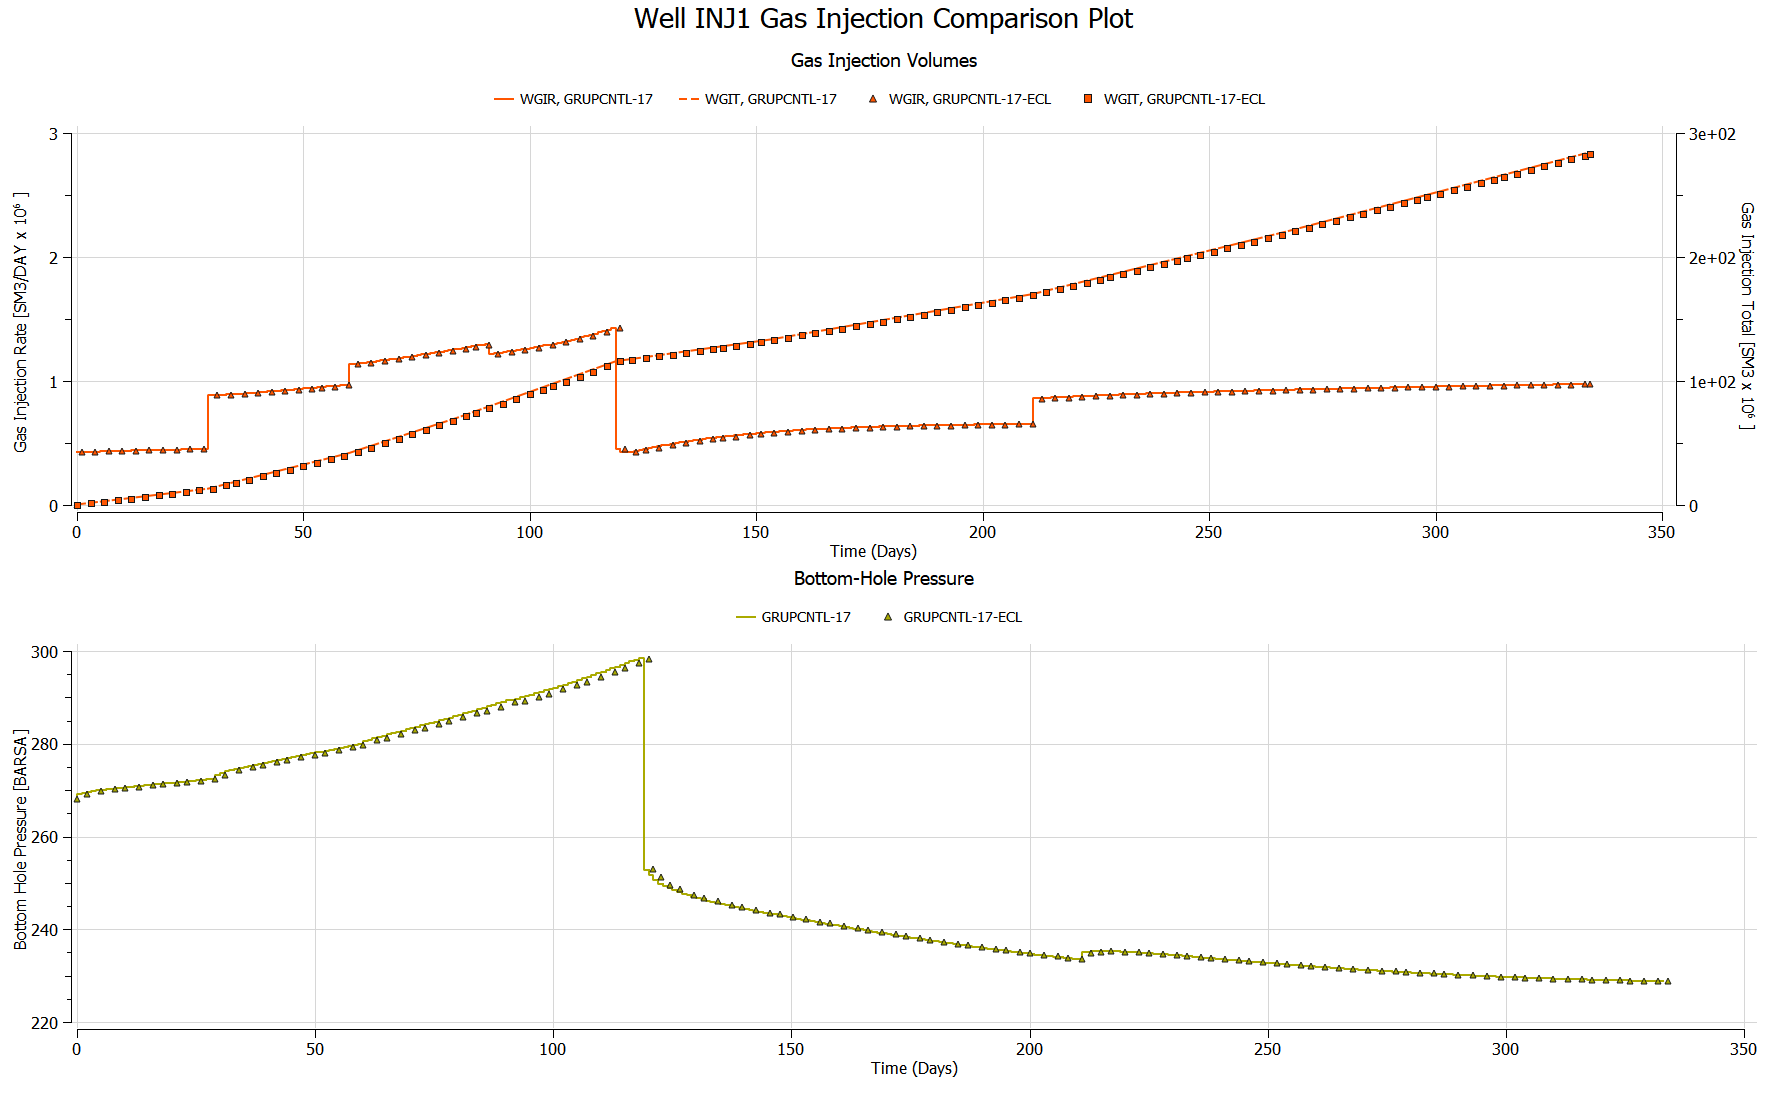 Well INJ1 Gas Injection Comparison Plot
Gas Injection Volumes
WGIR, GRUPCNTL-17 WGIT, GRUPCNTL-17 WGIR, GRUPCNTL-17-ECL WGIT, GRUPCNTL-17-ECL
Gas Injection Rate [SM3/DAY x 10⁶ ]
3
2
1
0
3e+02
2e+02
1e+02
0
Gas Injection Total [SM3 x 10⁶ ]
0 50 100 150 200 250 300 350
Time (Days)
Bottom-Hole Pressure
GRUPCNTL-17 GRUPCNTL-17-ECL
Bottom Hole Pressure [BARSA]
300
280
260
240
220
0 50 100 150 200 250 300 350
Time (Days)